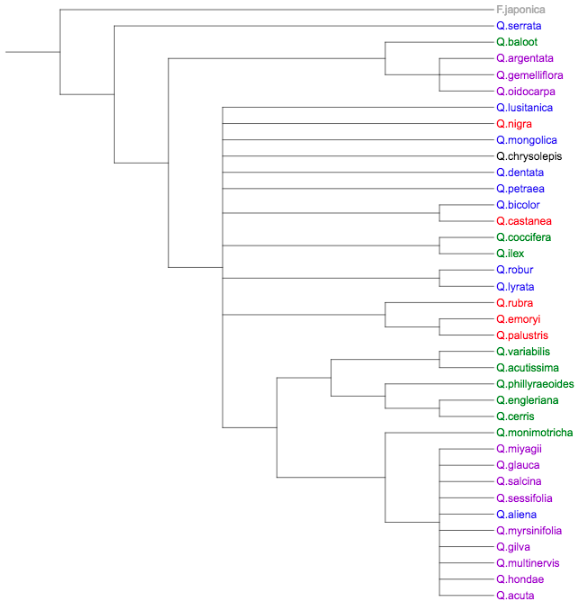 F.japonica
Q.serrata
Q.baloot
Q.argentata
Q.gemelliflora
Q.oidocarpa
Q.lusitanica
Q.nigra
Q.mongolica
Q.chrysolepis
Q.dentata
Q.petraea
Q.bicolor
Q.castanea
Q.coccifera
Q.ilex
Q.robur
Q.lyrata
Q.rubra
Q.emoryi
Q.palustris
Q.variabilis
Q.acutissima
Q.phillyraeoides
Q.engleriana
Q.cerris
Q.monimotricha
Q.miyagii
Q.glauca
Q.salcina
Q.sessifolia
Q.aliena
Q.myrsinifolia
Q.gilva
Q.multinervis
Q.hondae
Q.acuta